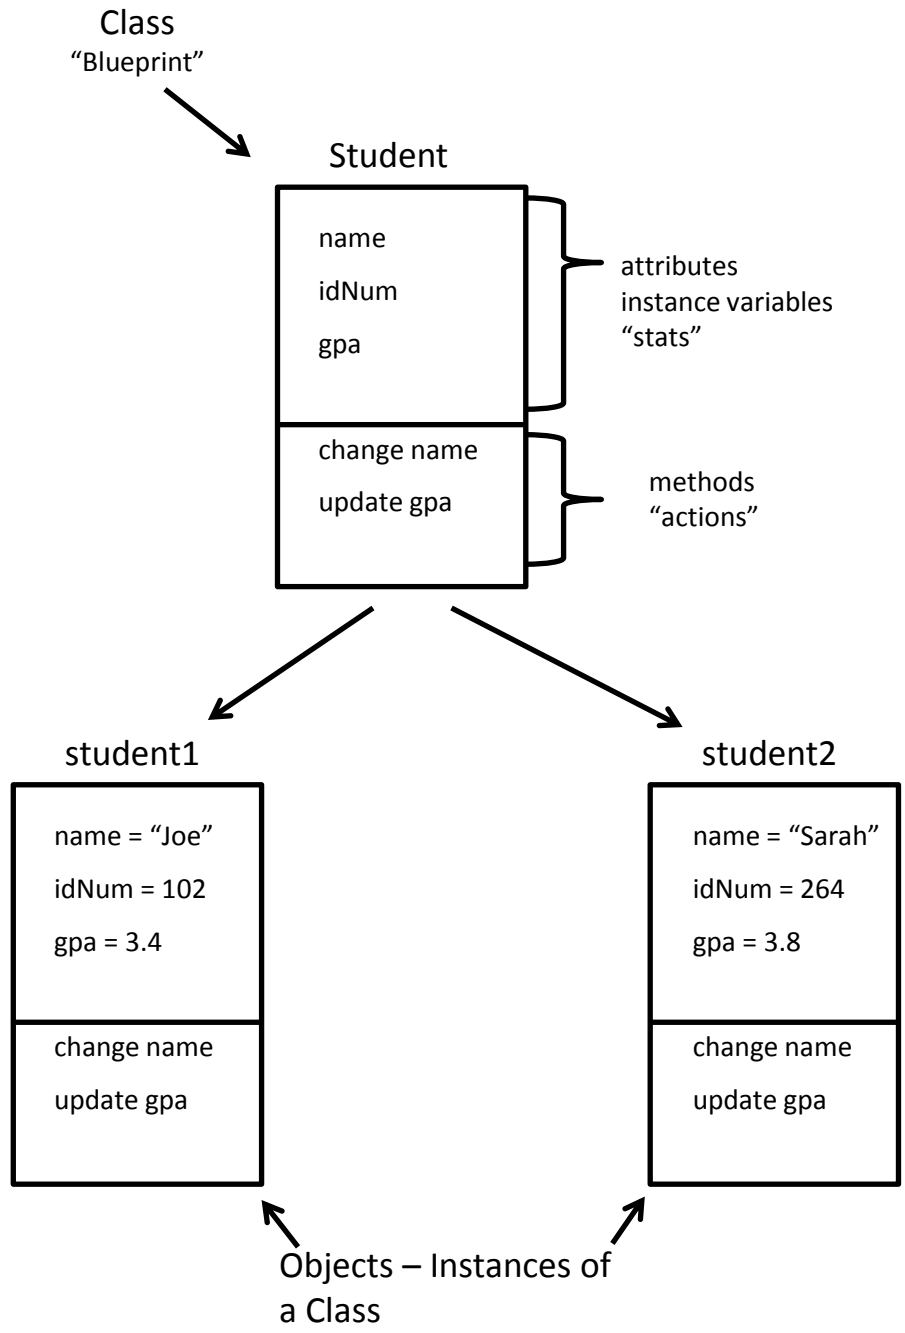 Class
“Blueprint”
Student
name
idNum
gpa
attributes
instance variables
“stats”
change name
update gpa
methods
“actions”
student1
name = “Joe”
idNum = 102
gpa = 3.4
change name
update gpa
student2
name = “Sarah”
idNum = 264
gpa = 3.8
change name
update gpa
Objects – Instances of
a Class